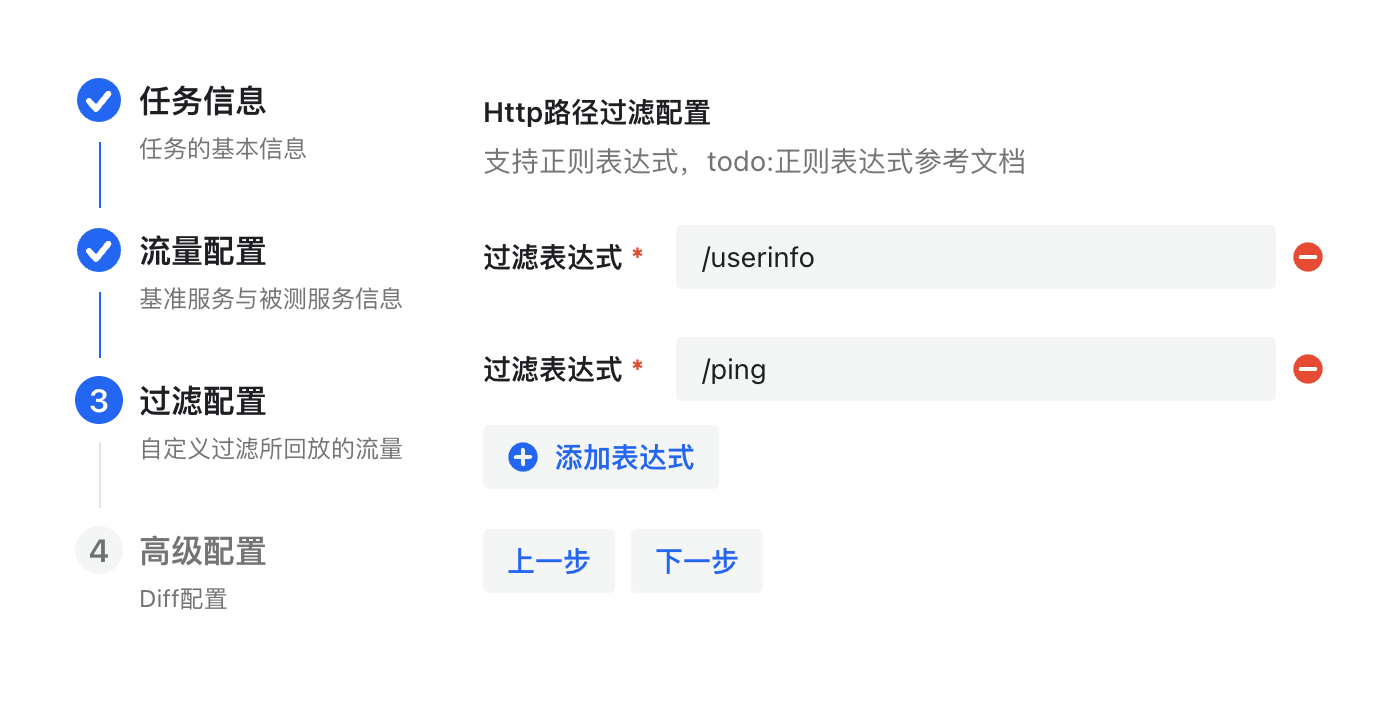 任务信息
任务的基本信息
流量配置
基准服务与被测服务信息
3
过滤配置
自定义过滤所回放的流量
4
高级配置
Diff配置
Http路径过滤配置
支持正则表达式，todo:正则表达式参考文档
过滤表达式 * /userinfo
过滤表达式 * /ping
添加表达式
上一步 下一步